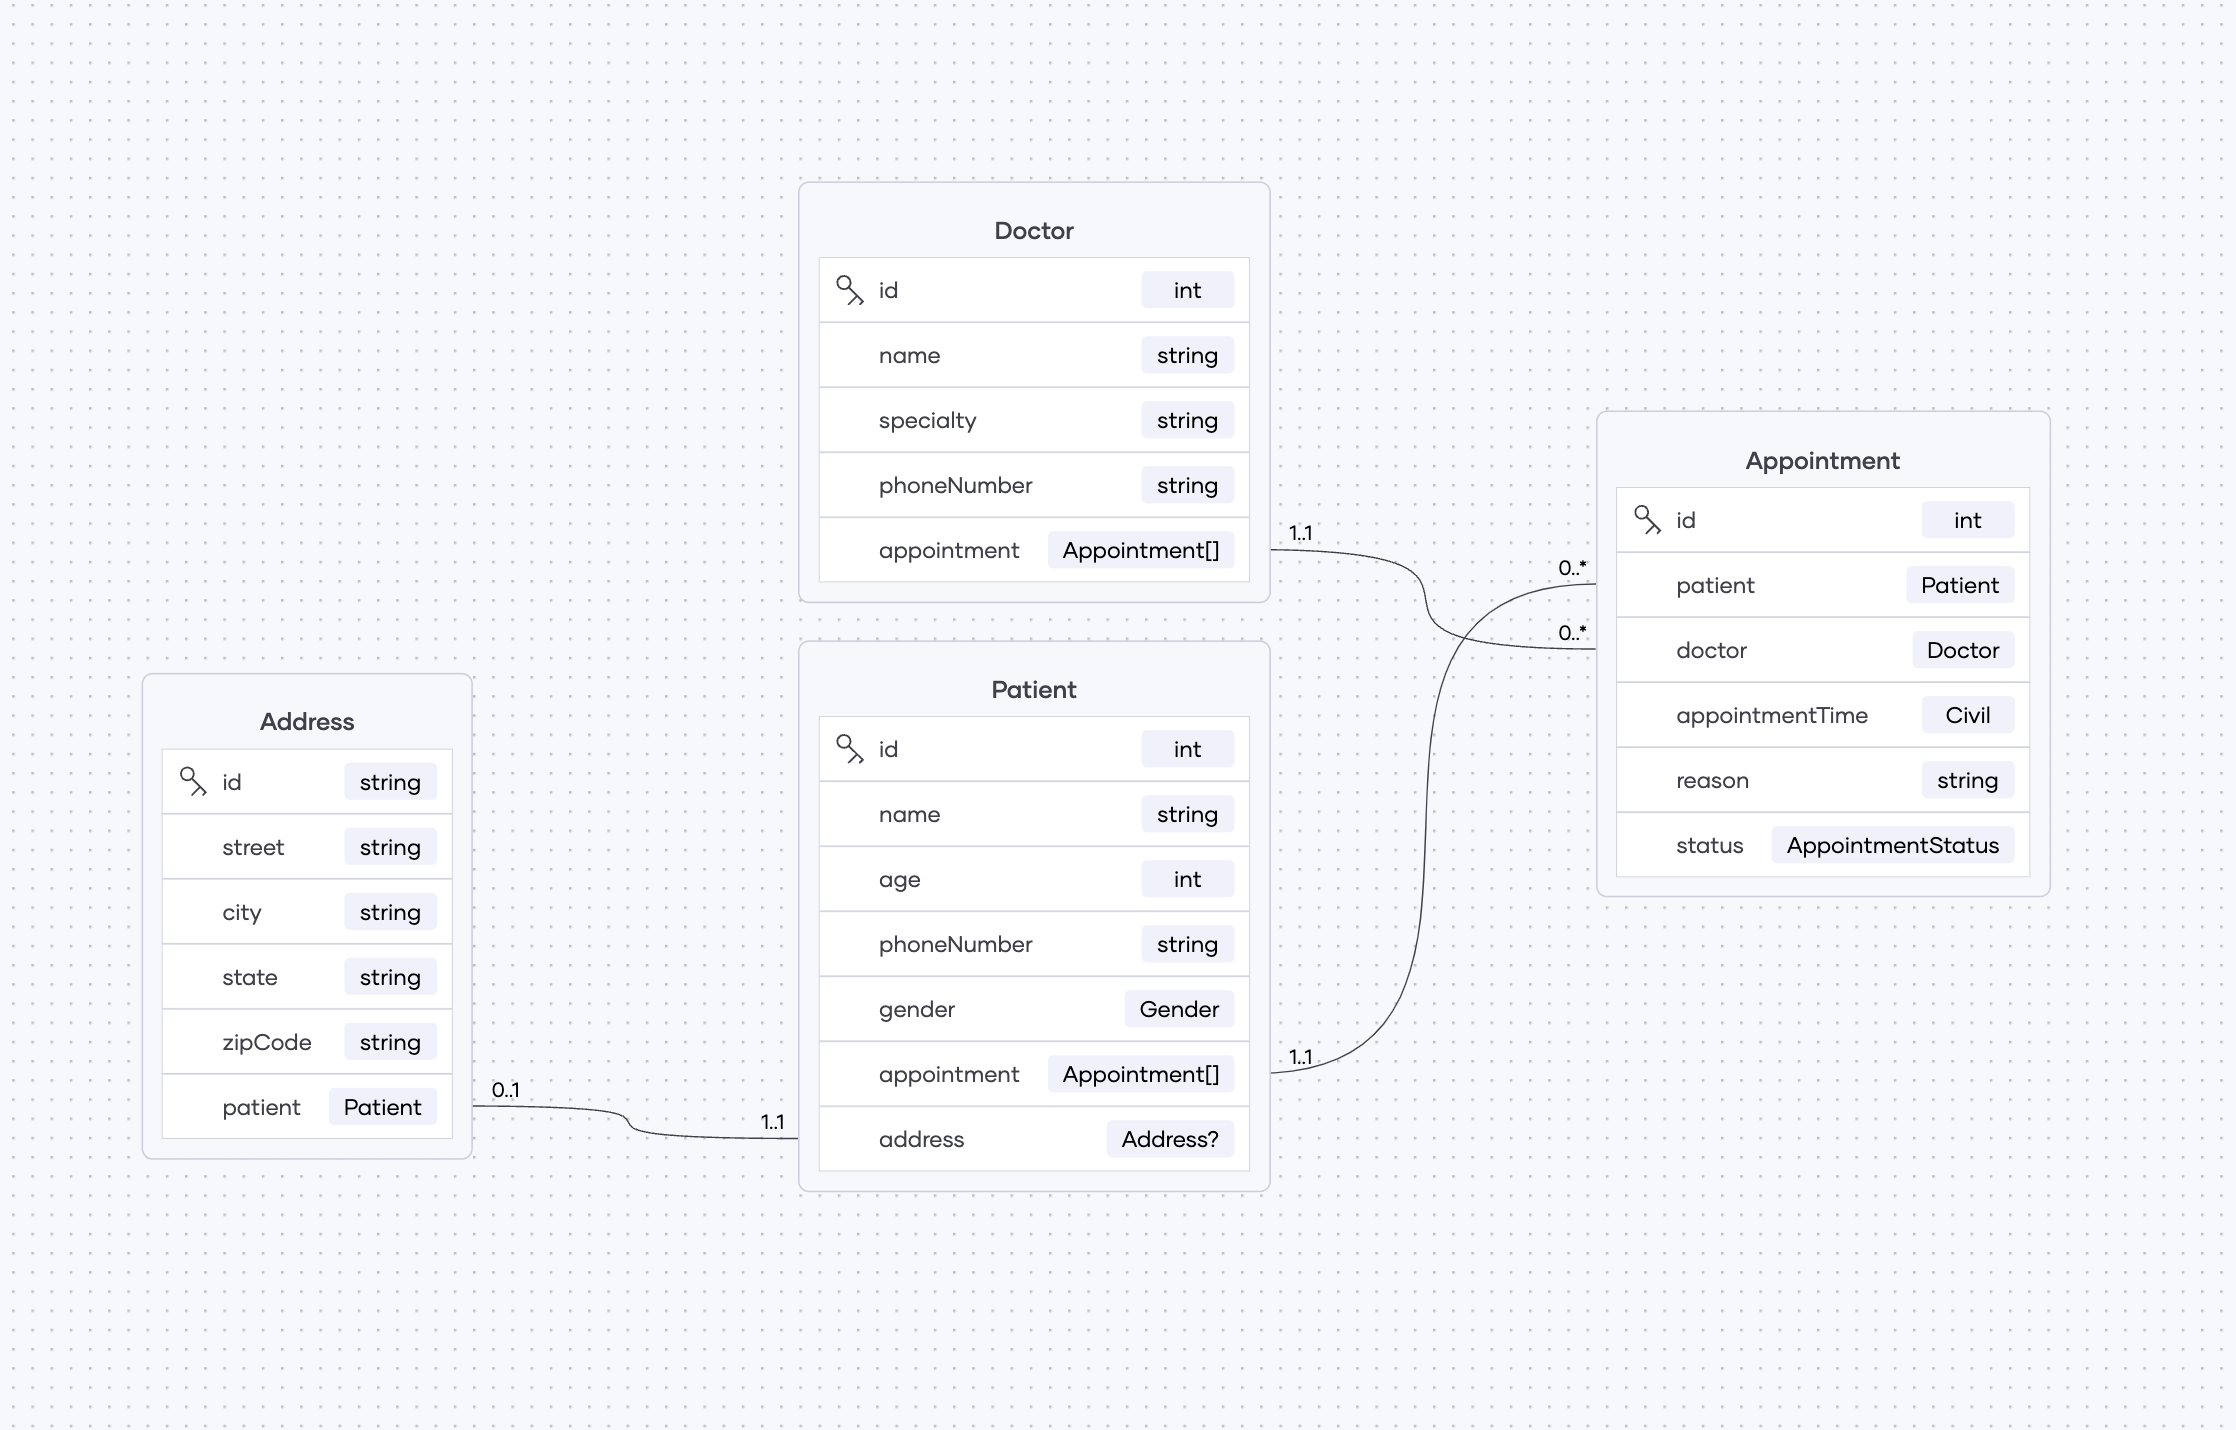 Doctor
id int
name string
specialty string
phoneNumber string
appointment Appointment[]
1..1
0..*
0..*
Appointment
id int
patient Patient
doctor Doctor
appointmentTime Civil
reason string
status AppointmentStatus
Address
id string
street string
city string
state string
zipCode string
patient Patient
0..1
1..1
Patient
id int
name string
age int
phoneNumber string
gender Gender
appointment Appointment[]
address Address?
1..1